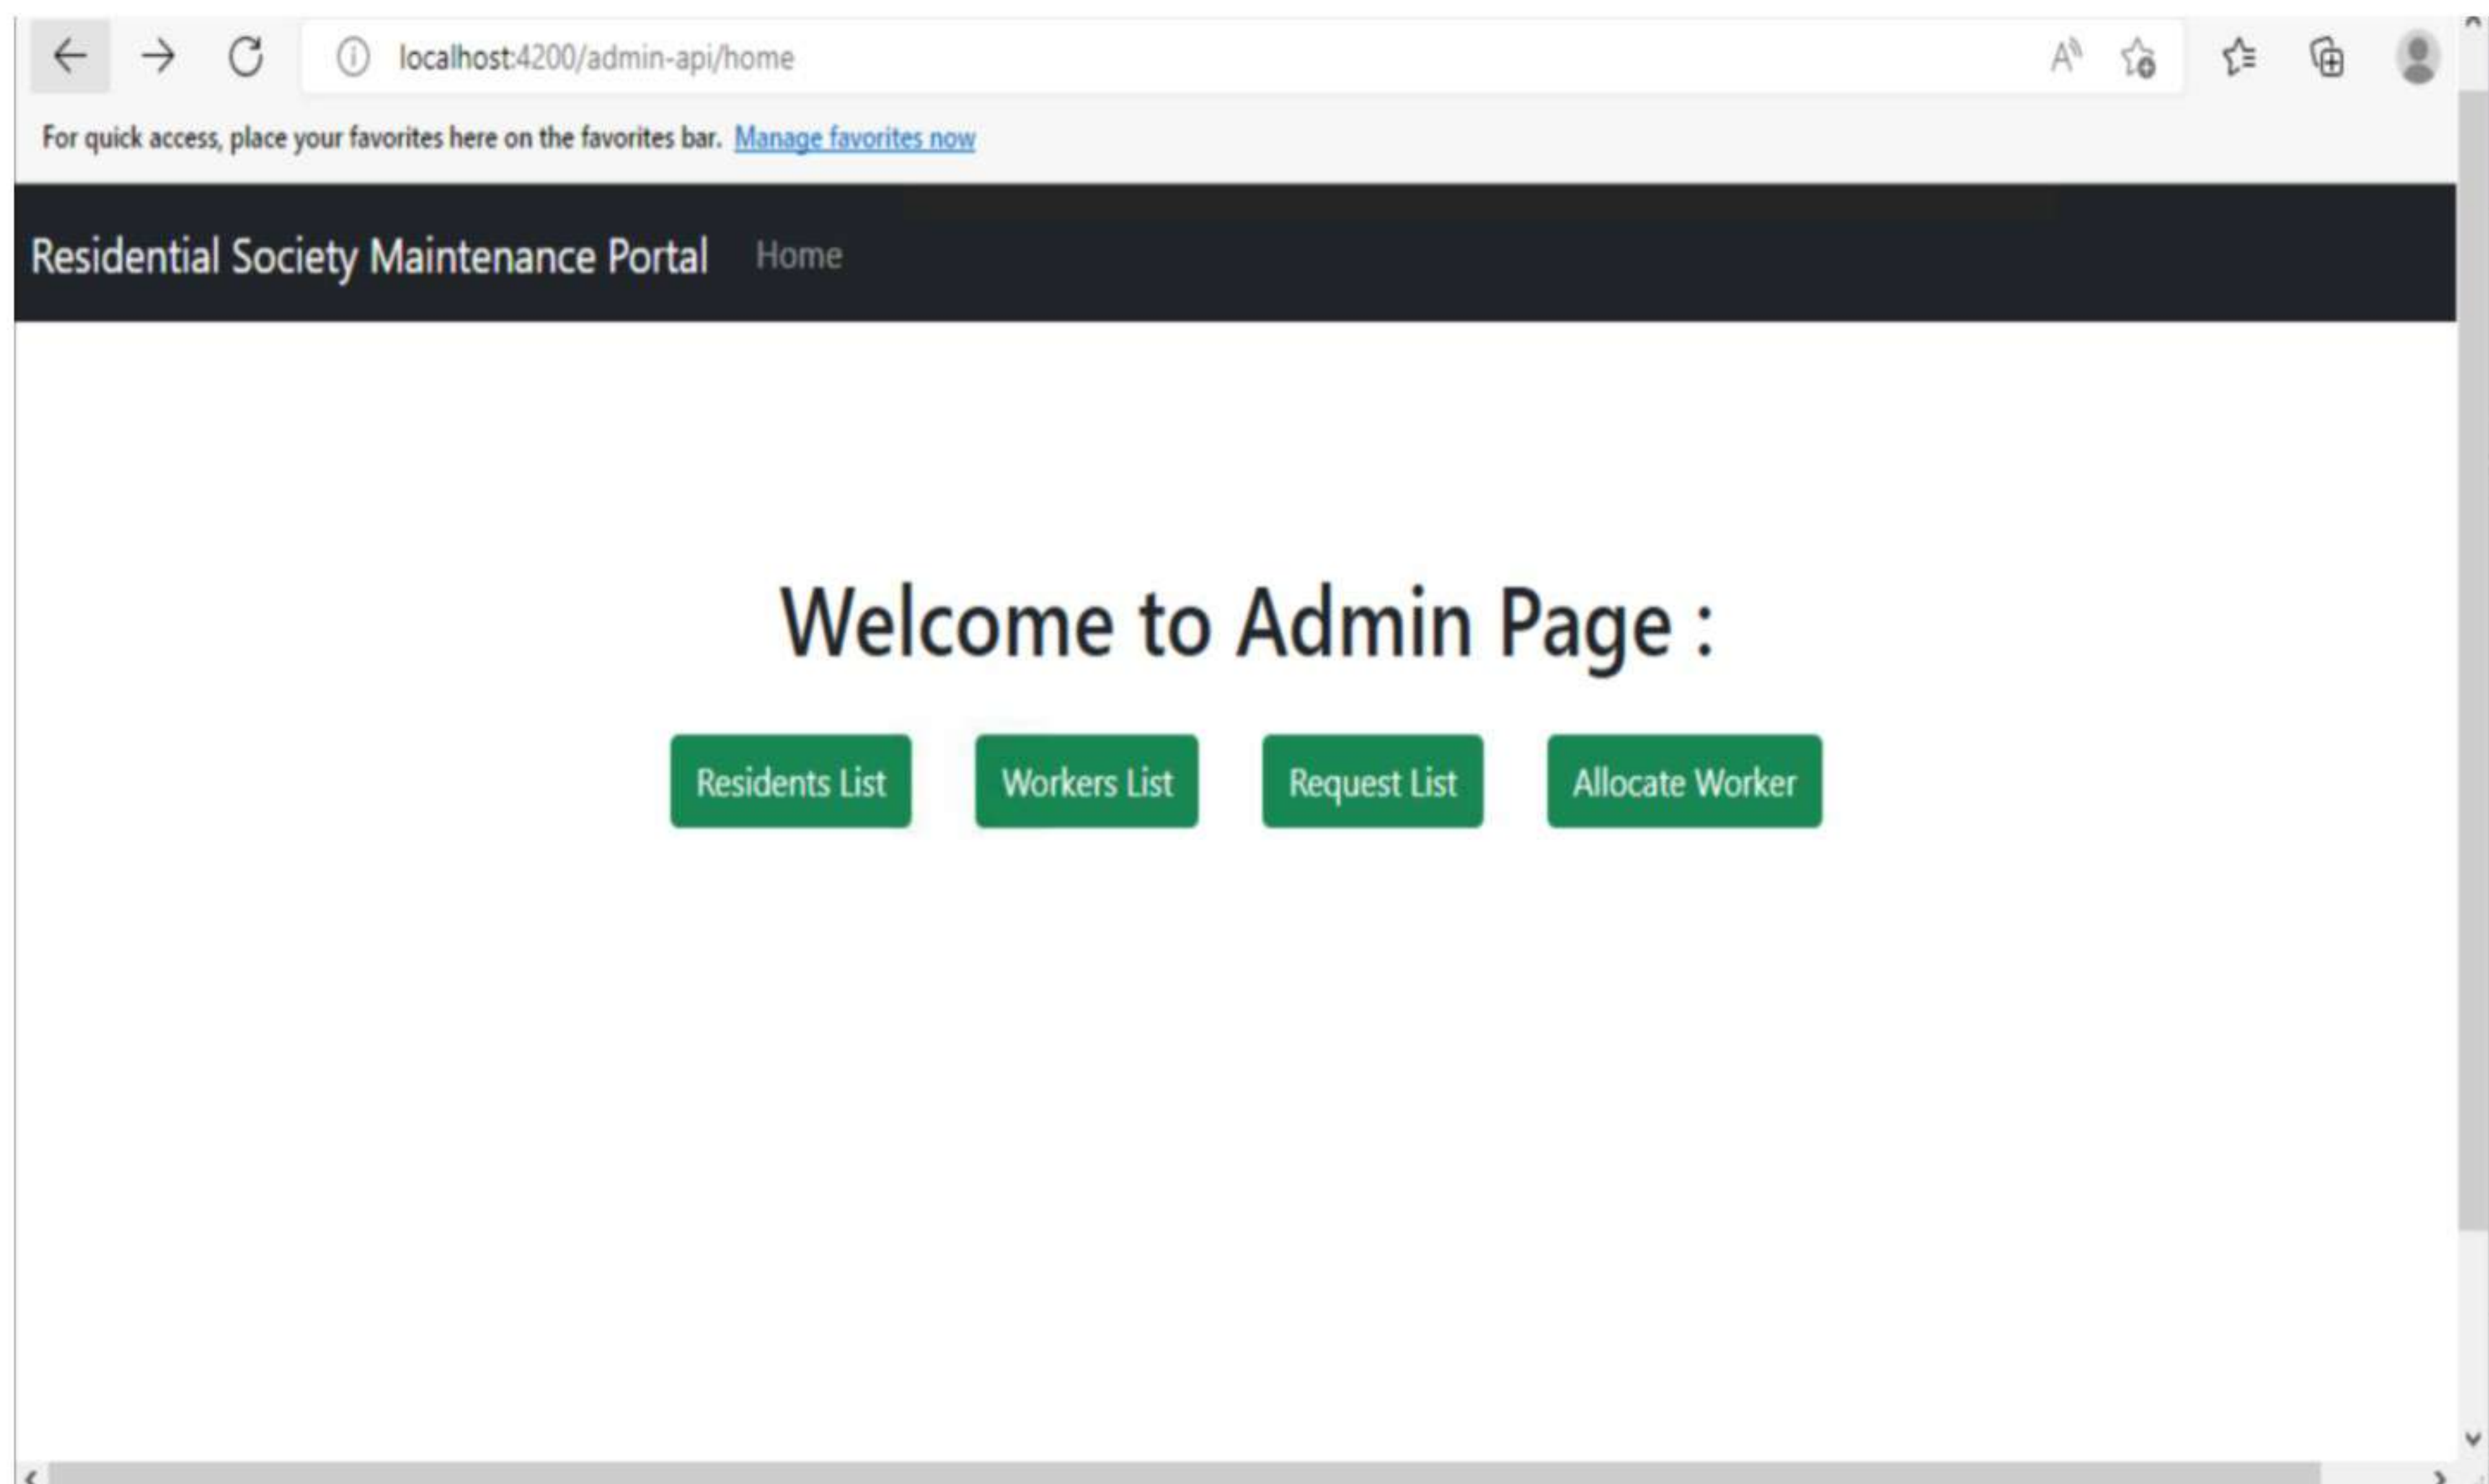 localhost:4200/admin-api/home
For quick access, place your favorites here on the favorites bar. Manage favorites now
Residential Society Maintenance Portal Home
Welcome to Admin Page :
Residents List Workers List Request List Allocate Worker